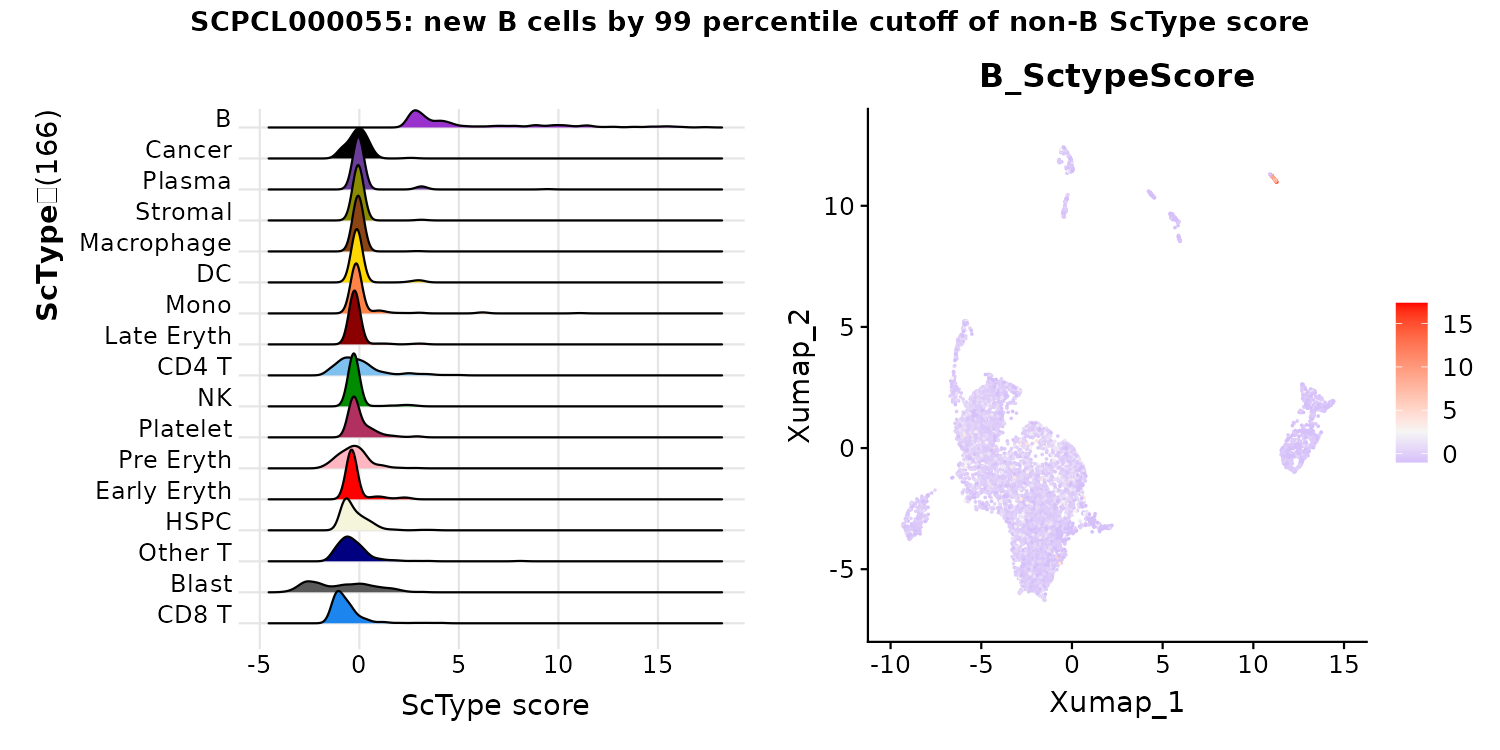 SCPCL000055: new B cells by 99 percentile cutoff of non-B ScType score
ScType□(166)
B
Cancer
Plasma
Stromal
Macrophage
DC
Mono
Late Eryth
CD4 T
NK
Platelet
Pre Eryth
Early Eryth
HSPC
Other T
Blast
CD8 T
-5 0 5 10 15
ScType score
B_SctypeScore
Xumap_2
10
5
0
-5
-10 -5 0 5 10 15
Xumap_1
15
10
5
0